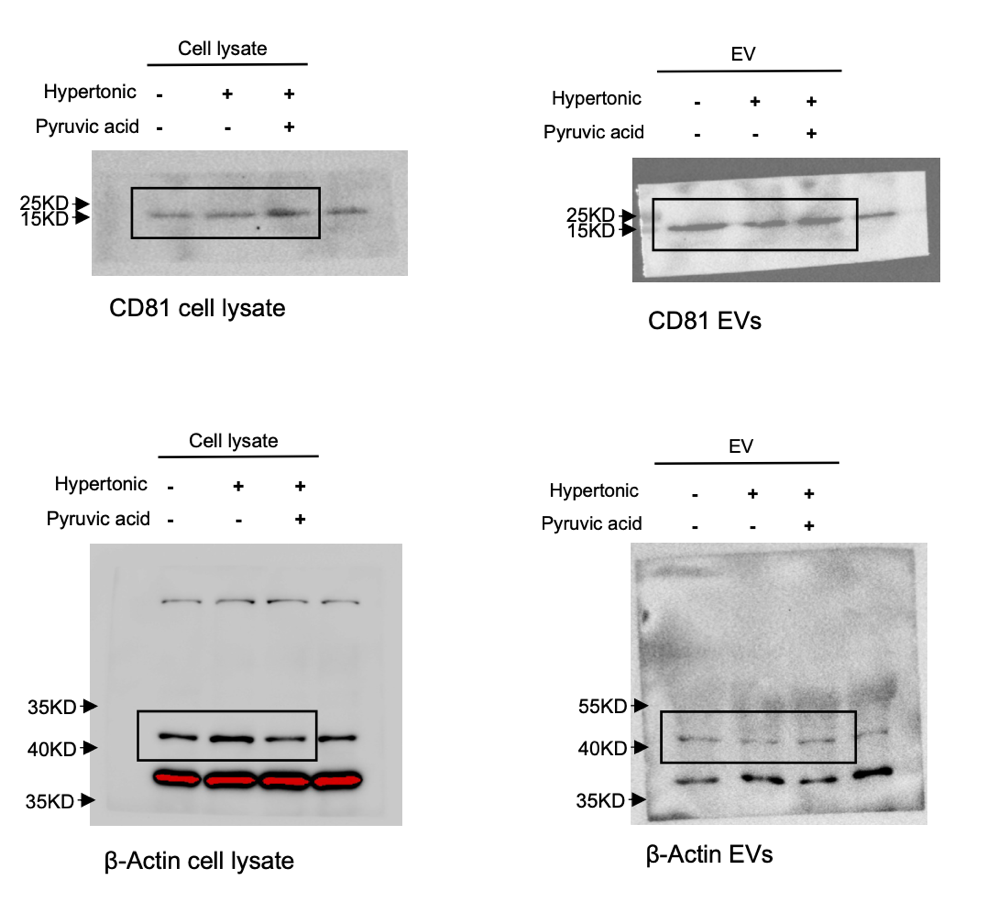 Cell lysate
Hypertonic - + +
Pyruvic acid - - +
25KD
15KD
CD81 cell lysate
EV
Hypertonic - + +
Pyruvic acid - - +
25KD
15KD
CD81 EVs
Cell lysate
Hypertonic - + +
Pyruvic acid - - +
35KD
40KD
35KD
β-Actin cell lysate
EV
Hypertonic - + +
Pyruvic acid - - +
55KD
40KD
35KD
β-Actin EVs